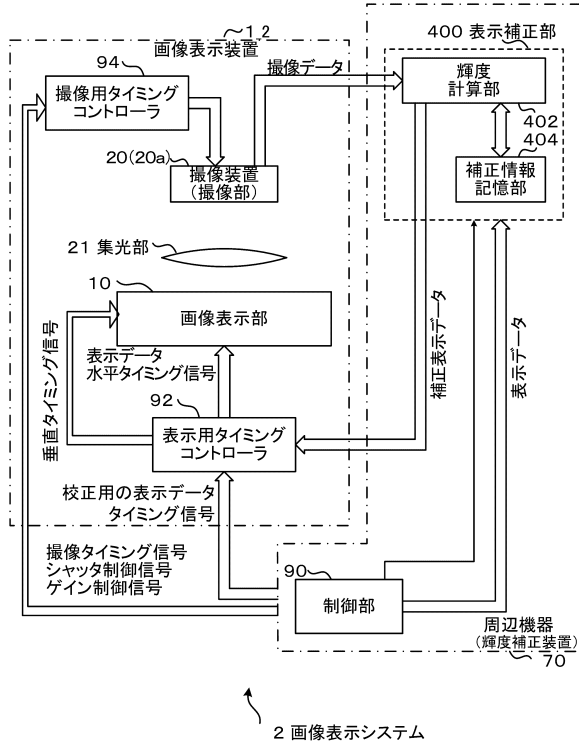 1,2
画像表示装置
400 表示補正部
94
撮像用タイミング
コントローラ
撮像データ
輝度
計算部
402
404
20(20a)
撮像装置
(撮像部)
補正情報
記憶部
21 集光部
10
画像表示部
垂直タイミング信号
表示データ
水平タイミング信号
補正表示データ
表示データ
92
表示用タイミング
コントローラ
校正用の表示データ
タイミング信号
撮像タイミング信号
シャッタ制御信号
ゲイン制御信号
90
制御部
周辺機器
(輝度補正装置)
70
2 画像表示システム